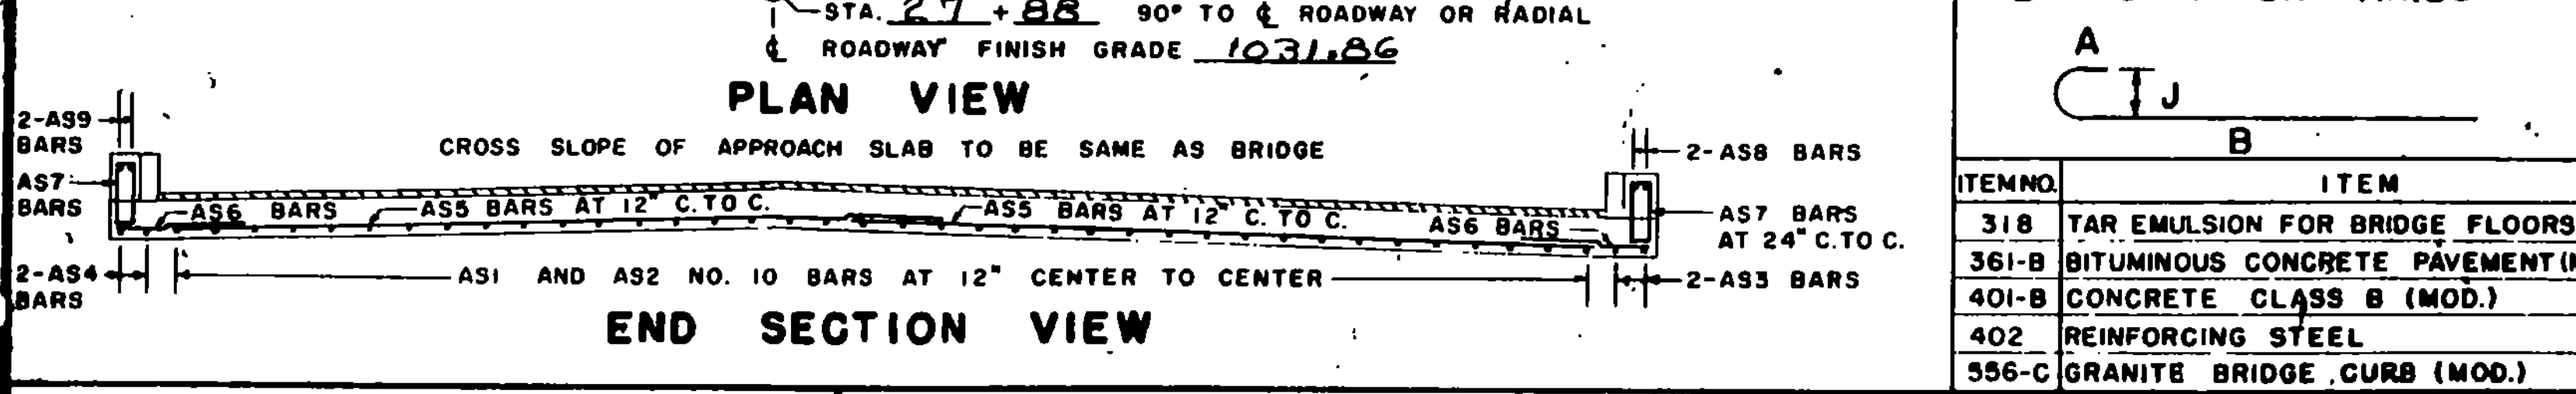 STA. 27 + 88 90° TO ℄ ROADWAY OR RADIAL
℄ ROADWAY FINISH GRADE 1031.86
PLAN VIEW
2-AS9
BARS
CROSS SLOPE OF APPROACH SLAB TO BE SAME AS BRIDGE
2-AS8 BARS
AS7
BARS
AS6 BARS
AS5 BARS AT 12" C. TO C.
AS5 BARS AT 12" C. TO C.
AS6 BARS
AS7 BARS
AT 24" C. TO C.
2-AS4
BARS
AS1 AND AS2 NO. 10 BARS AT 12" CENTER TO CENTER
2-AS3 BARS
END SECTION VIEW
A
J
B
ITEM NO. ITEM
318 TAR EMULSION FOR BRIDGE FLOORS
361-B BITUMINOUS CONCRETE PAVEMENT
401-B CONCRETE CLASS B (MOD.)
402 REINFORCING STEEL
556-C GRANITE BRIDGE CURB (MOD.)